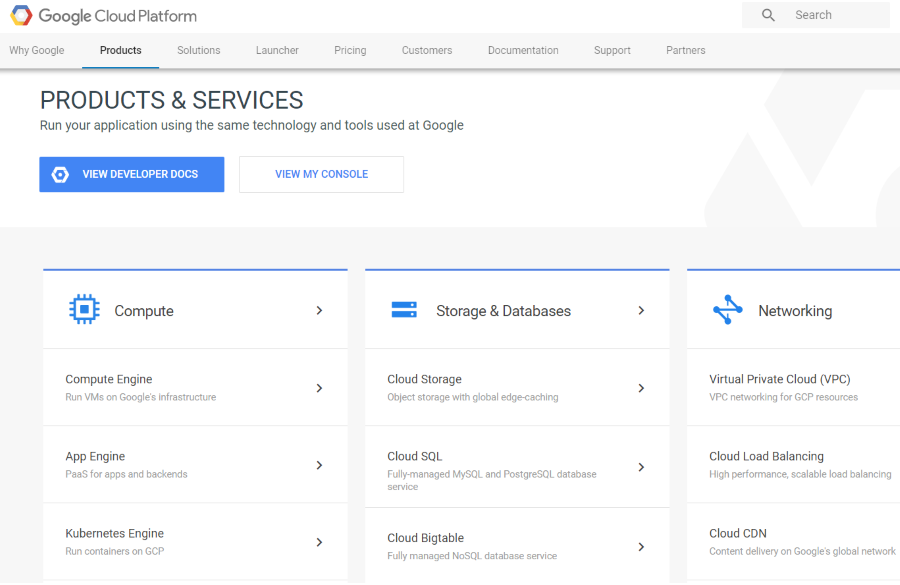 Google Cloud Platform
Search
Why Google Products Solutions Launcher Pricing Customers Documentation Support Partners
PRODUCTS & SERVICES
Run your application using the same technology and tools used at Google
VIEW DEVELOPER DOCS
VIEW MY CONSOLE
Compute
Compute Engine
Run VMs on Google's infrastructure
App Engine
PaaS for apps and backends
Kubernetes Engine
Run containers on GCP
Storage & Databases
Cloud Storage
Object storage with global edge-caching
Cloud SQL
Fully-managed MySQL and PostgreSQL database
service
Cloud Bigtable
Fully managed NoSQL database service
Networking
Virtual Private Cloud (VPC)
VPC networking for GCP resources
Cloud Load Balancing
High performance, scalable load balancing
Cloud CDN
Content delivery on Google's global network